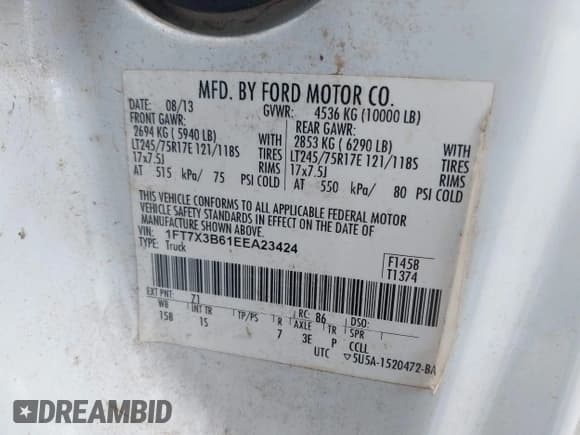 MFD. BY FORD MOTOR CO.
DATE: 08/13 GVWR: 4536 KG (10000 LB)
FRONT GAWR: REAR GAWR:
2694 KG ( 5940 LB) WITH 2853 KG ( 6290 LB) WITH
LT245/75R17E 121/118S TIRES LT245/75R17E 121/118S TIRES
17x7.5J RIMS 17x7.5J RIMS
AT 515 kPa/ 75 PSI COLD AT 550 kPa/ 80 PSI COLD
THIS VEHICLE CONFORMS TO ALL APPLICABLE FEDERAL MOTOR
VEHICLE SAFETY STANDARDS IN EFFECT ON THE DATE OF
MANUFACTURE SHOWN ABOVE.
VIN: 1FT7X3B61EEA23424
TYPE: Truck
F145B
T1374
EXT PNT: Z1 RC: 86 DSO:
WB INT TR TP/PS R AXLE TR SPR
158 IS 7 3E P CCLL
UTC ▽5U5A-1520472-BA
DREAMBID